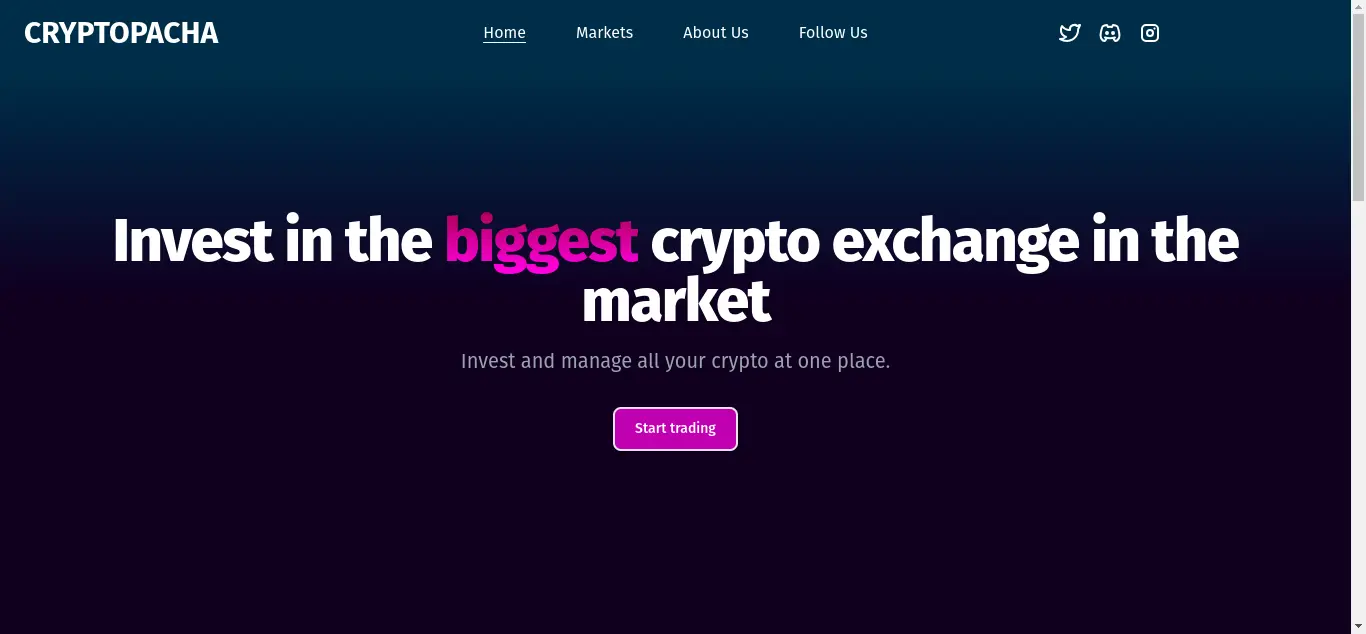 CRYPTOPACHA
Home
Markets
About Us
Follow Us
Invest in the biggest crypto exchange in the
market
Invest and manage all your crypto at one place.
Start trading